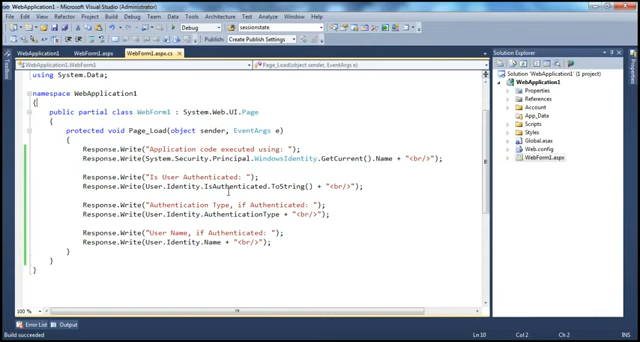 WebApplication1 - Microsoft Visual Studio (Administrator)
File Edit View Refactor Project Build Debug Team Data Tools Architecture Test Analyze Window Help
Debug sessionstate
Create Publish Settings
Toolbox
WebApplication1 WebForm1.aspx WebForm1.aspx.cs
WebApplication1.WebForm1 Page_Load(object sender, EventArgs e)
using System.Data;
namespace WebApplication1
{
public partial class WebForm1 : System.Web.UI.Page
{
protected void Page_Load(object sender, EventArgs e)
{
Response.Write("Application code executed using: ");
Response.Write(System.Security.Principal.WindowsIdentity.GetCurrent().Name + "<br/>");
Response.Write("Is User Authenticated: ");
Response.Write(User.Identity.IsAuthenticated.ToString() + "<br/>");
Response.Write("Authentication Type, if Authenticated: ");
Response.Write(User.Identity.AuthenticationType + "<br/>");
Response.Write("User Name, if Authenticated: ");
Response.Write(User.Identity.Name + "<br/>");
}
}
}
100 %
Solution Explorer
Solution 'WebApplication1' (1 project)
WebApplication1
Properties
References
Account
App_Data
Scripts
Styles
Global.asax
Web.config
WebForm1.aspx
Properties
Error List Output
Build succeeded Ln 10 Col 2 Ch 2 INS